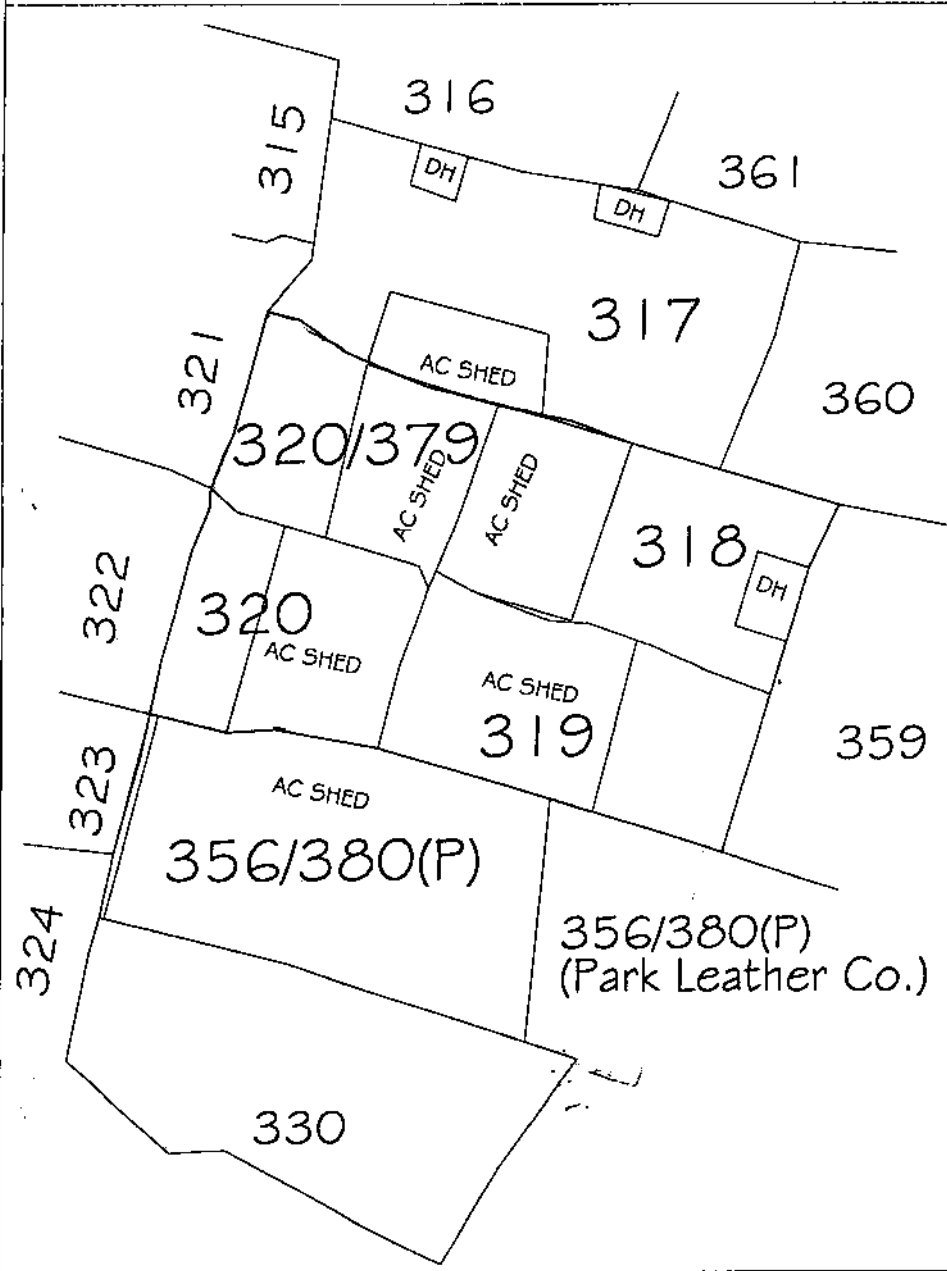 316
315
DH
361
DH
317
321
AC SHED
360
320/379
AC SHED
AC SHED
318
DH
322
320
AC SHED
AC SHED
319
359
323
AC SHED
356/380(P)
324
356/380(P)
(Park Leather Co.)
330